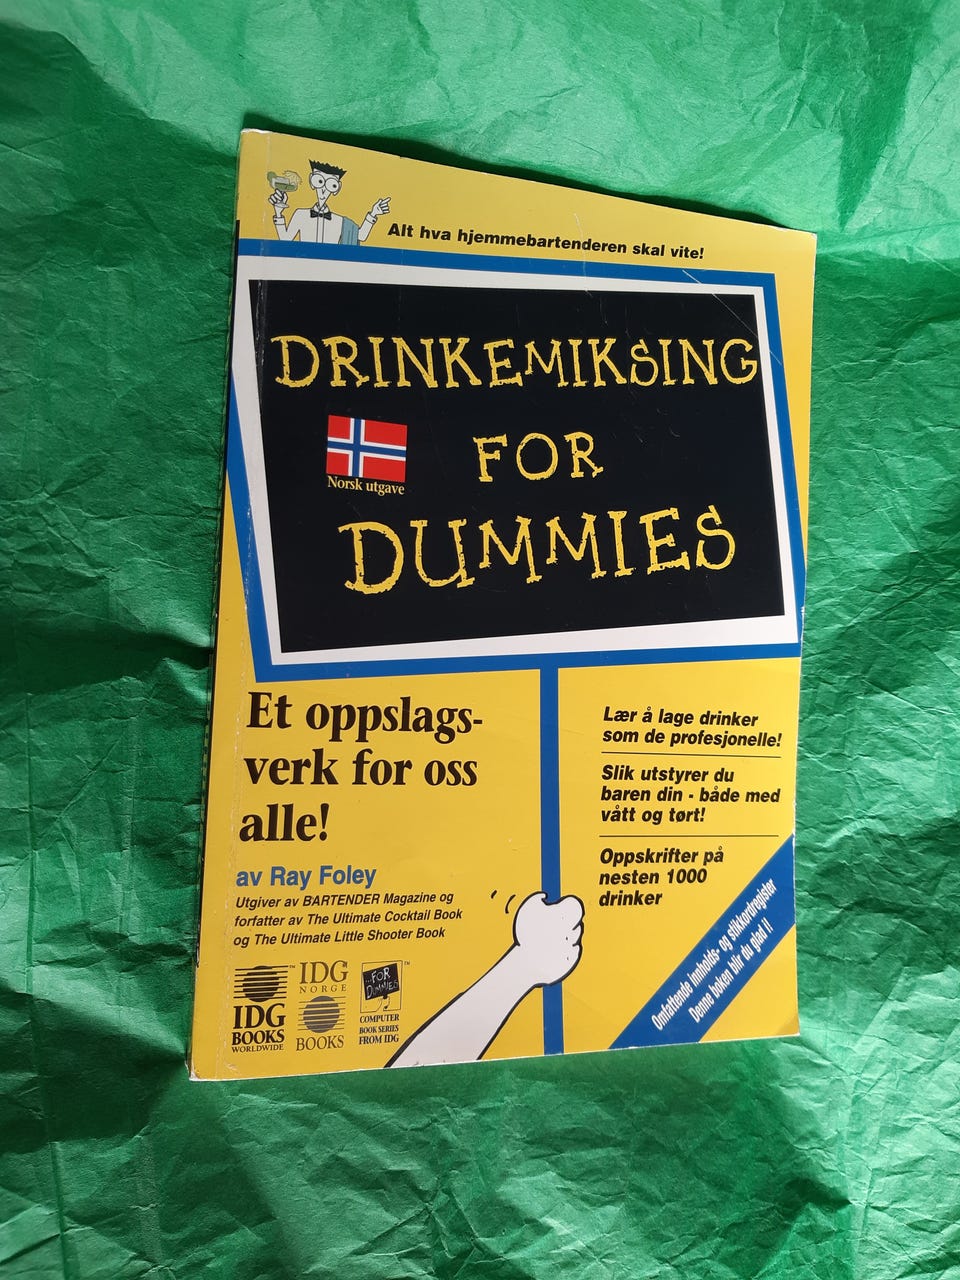 Alt hva hjemmebartenderen skal vite!
DRINKEMIKSING
FOR
DUMMIES
Norsk utgave
Et oppslags-
verk for oss
alle!
av Ray Foley
Utgiver av BARTENDER Magazine og
forfatter av The Ultimate Cocktail Book
og The Ultimate Little Shooter Book
Lær å lage drinker
som de profesjonelle!
Slik utstyrer du
baren din - både med
vått og tørt!
Oppskrifter på
nesten 1000
drinker
Omfattende innholds- og stikkordregister
Denne boken blir du glad i!
IDG
BOOKS
WORLDWIDE
IDG
NORGE
BOOKS
...FOR
DUMMIES
COMPUTER
BOOK SERIES
FROM IDG